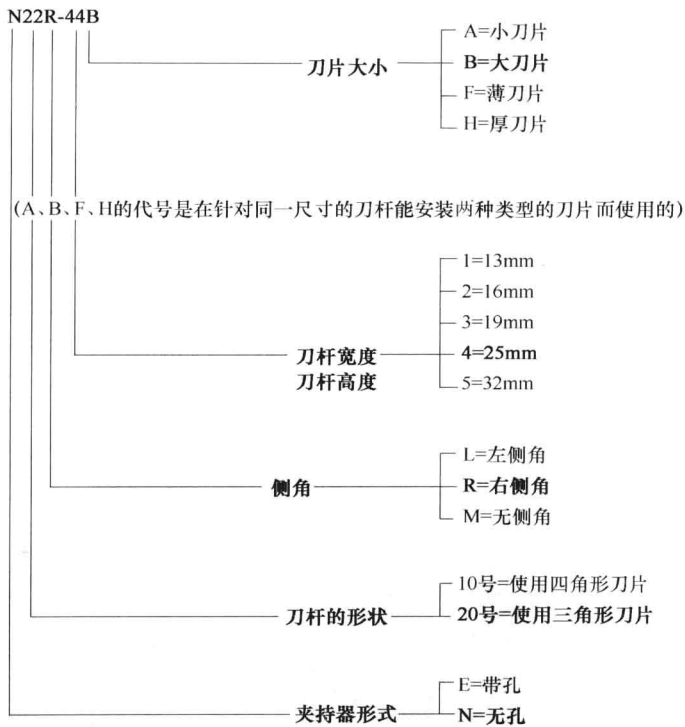 N22R-44B
A=小刀片
刀片大小
B=大刀片
F=薄刀片
H=厚刀片
(A、B、F、H的代号是在针对同一尺寸的刀杆能安装两种类型的刀片而使用的)
1=13mm
2=16mm
3=19mm
刀杆宽度
4=25mm
刀杆高度
5=32mm
L=左侧角
侧角
R=右侧角
M=无侧角
10号=使用四角形刀片
刀杆的形状
20号=使用三角形刀片
E=带孔
夹持器形式
N=无孔